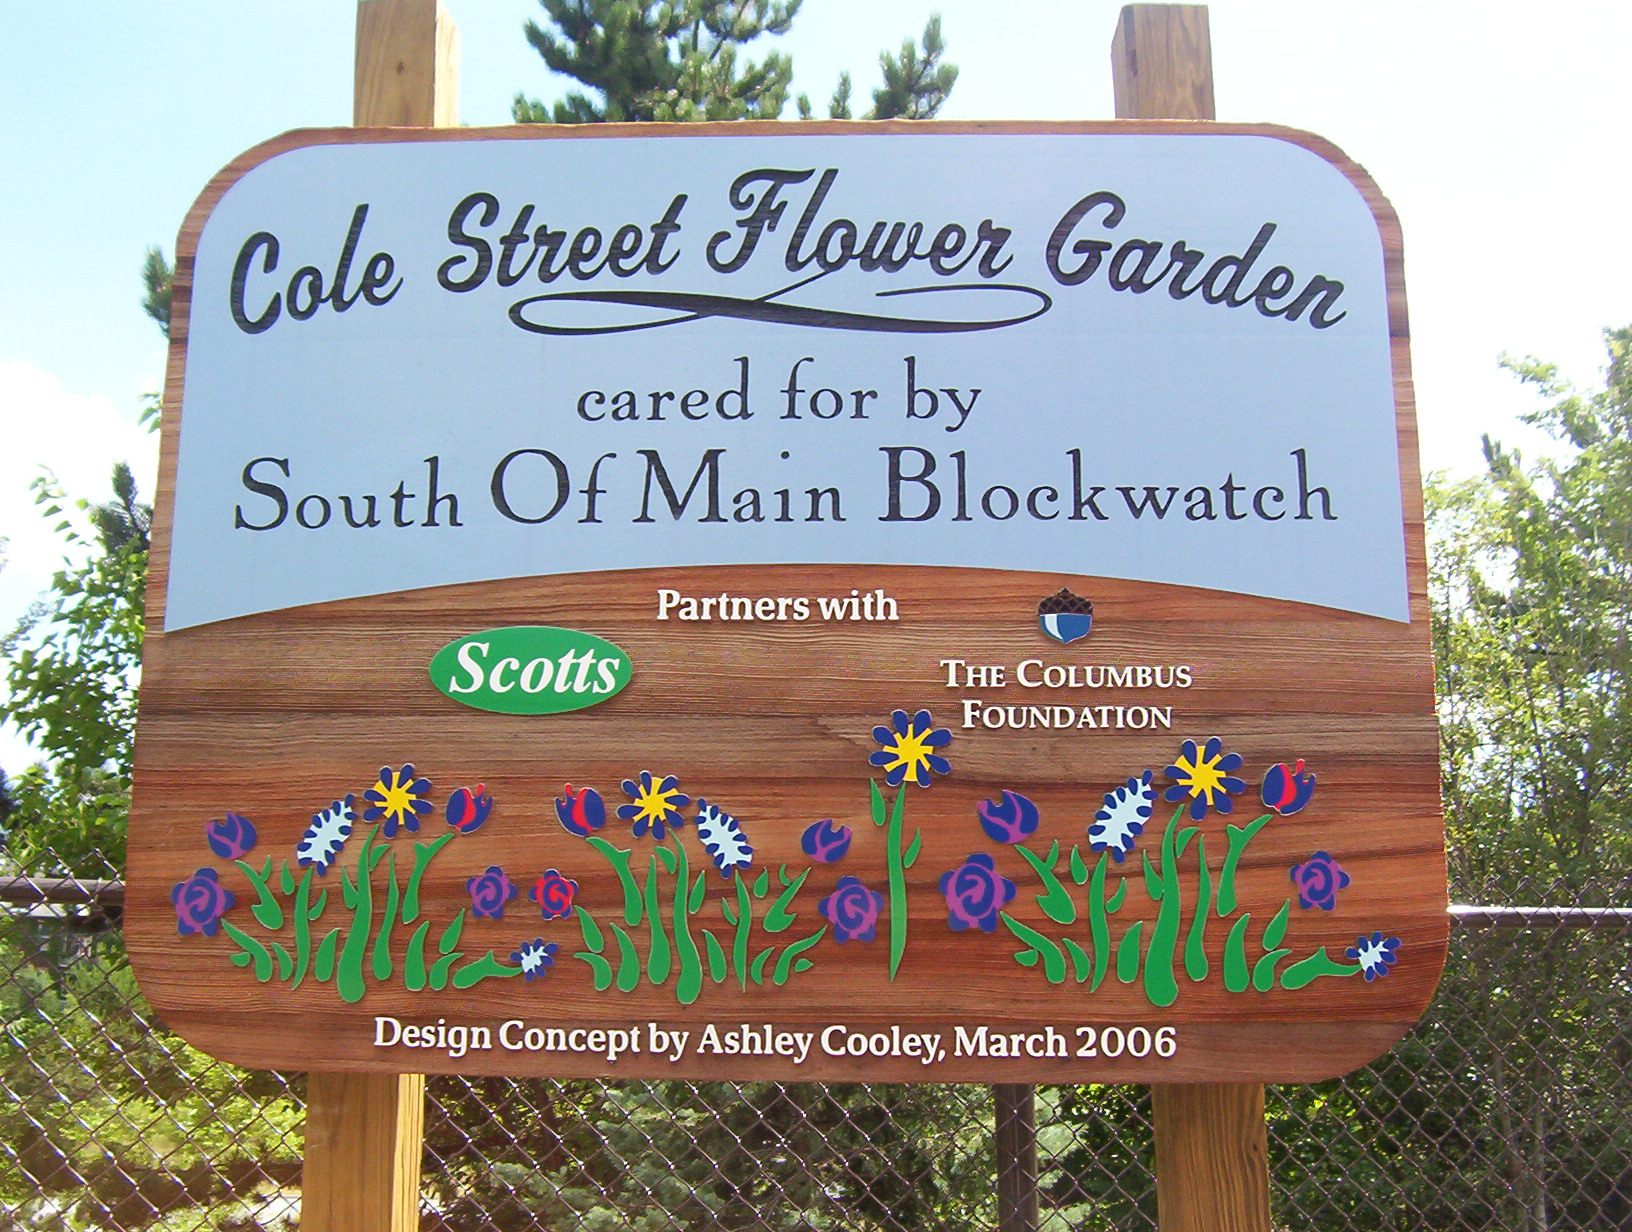 Cole Street Flower Garden
cared for by
South Of Main Blockwatch
Partners with
Scotts
THE COLUMBUS
FOUNDATION
Design Concept by Ashley Cooley, March 2006